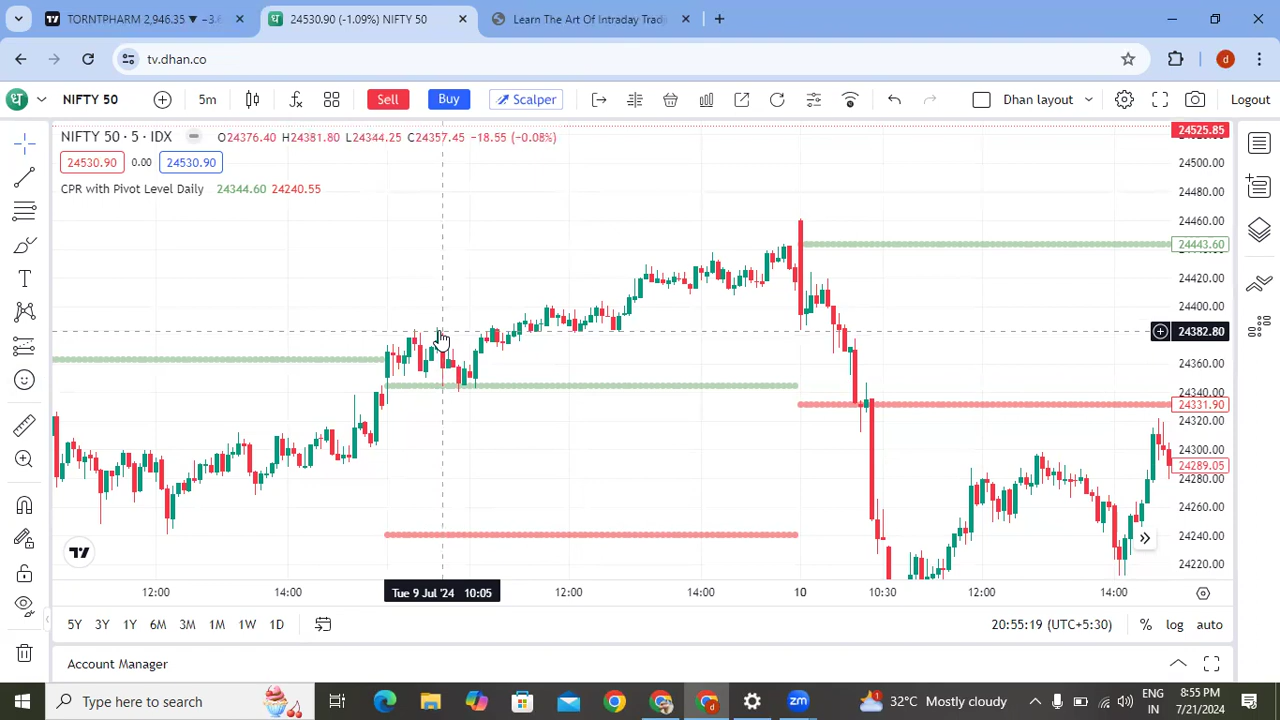 TORNTPHARM 2,946.35 ▼ −3.6
24530.90 (-1.09%) NIFTY 50
Learn The Art Of Intraday Tradi
tv.dhan.co
d
NIFTY 50
5m
Sell
Buy
Scalper
Dhan layout
Logout
NIFTY 50 · 5 · IDX
O24376.40 H24381.80 L24344.25 C24357.45 −18.55 (−0.08%)
24530.90
0.00
24530.90
CPR with Pivot Level Daily 24344.60 24240.55
24525.85
24500.00
24480.00
24460.00
24443.60
24420.00
24400.00
24382.80
24360.00
24340.00
24331.90
24320.00
24300.00
24289.05
24280.00
24260.00
24240.00
24220.00
12:00
14:00
Tue 9 Jul '24 10:05
12:00
14:00
10
10:30
12:00
14:00
5Y 3Y 1Y 6M 3M 1M 1W 1D
20:55:19 (UTC+5:30)
% log auto
Account Manager
Type here to search
32°C Mostly cloudy
ENG
IN
8:55 PM
7/21/2024